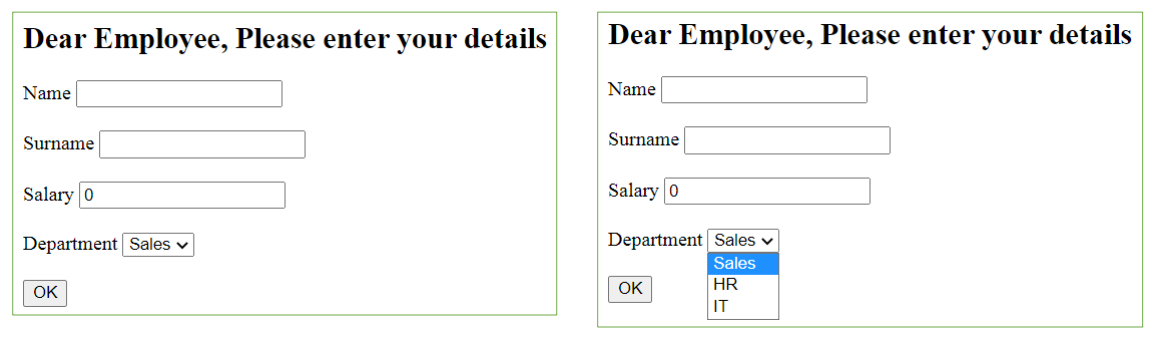 Dear Employee, Please enter your details
Name
Surname
Salary 0
Department Sales
OK
Dear Employee, Please enter your details
Name
Surname
Salary 0
Department Sales
Sales
HR
IT
OK